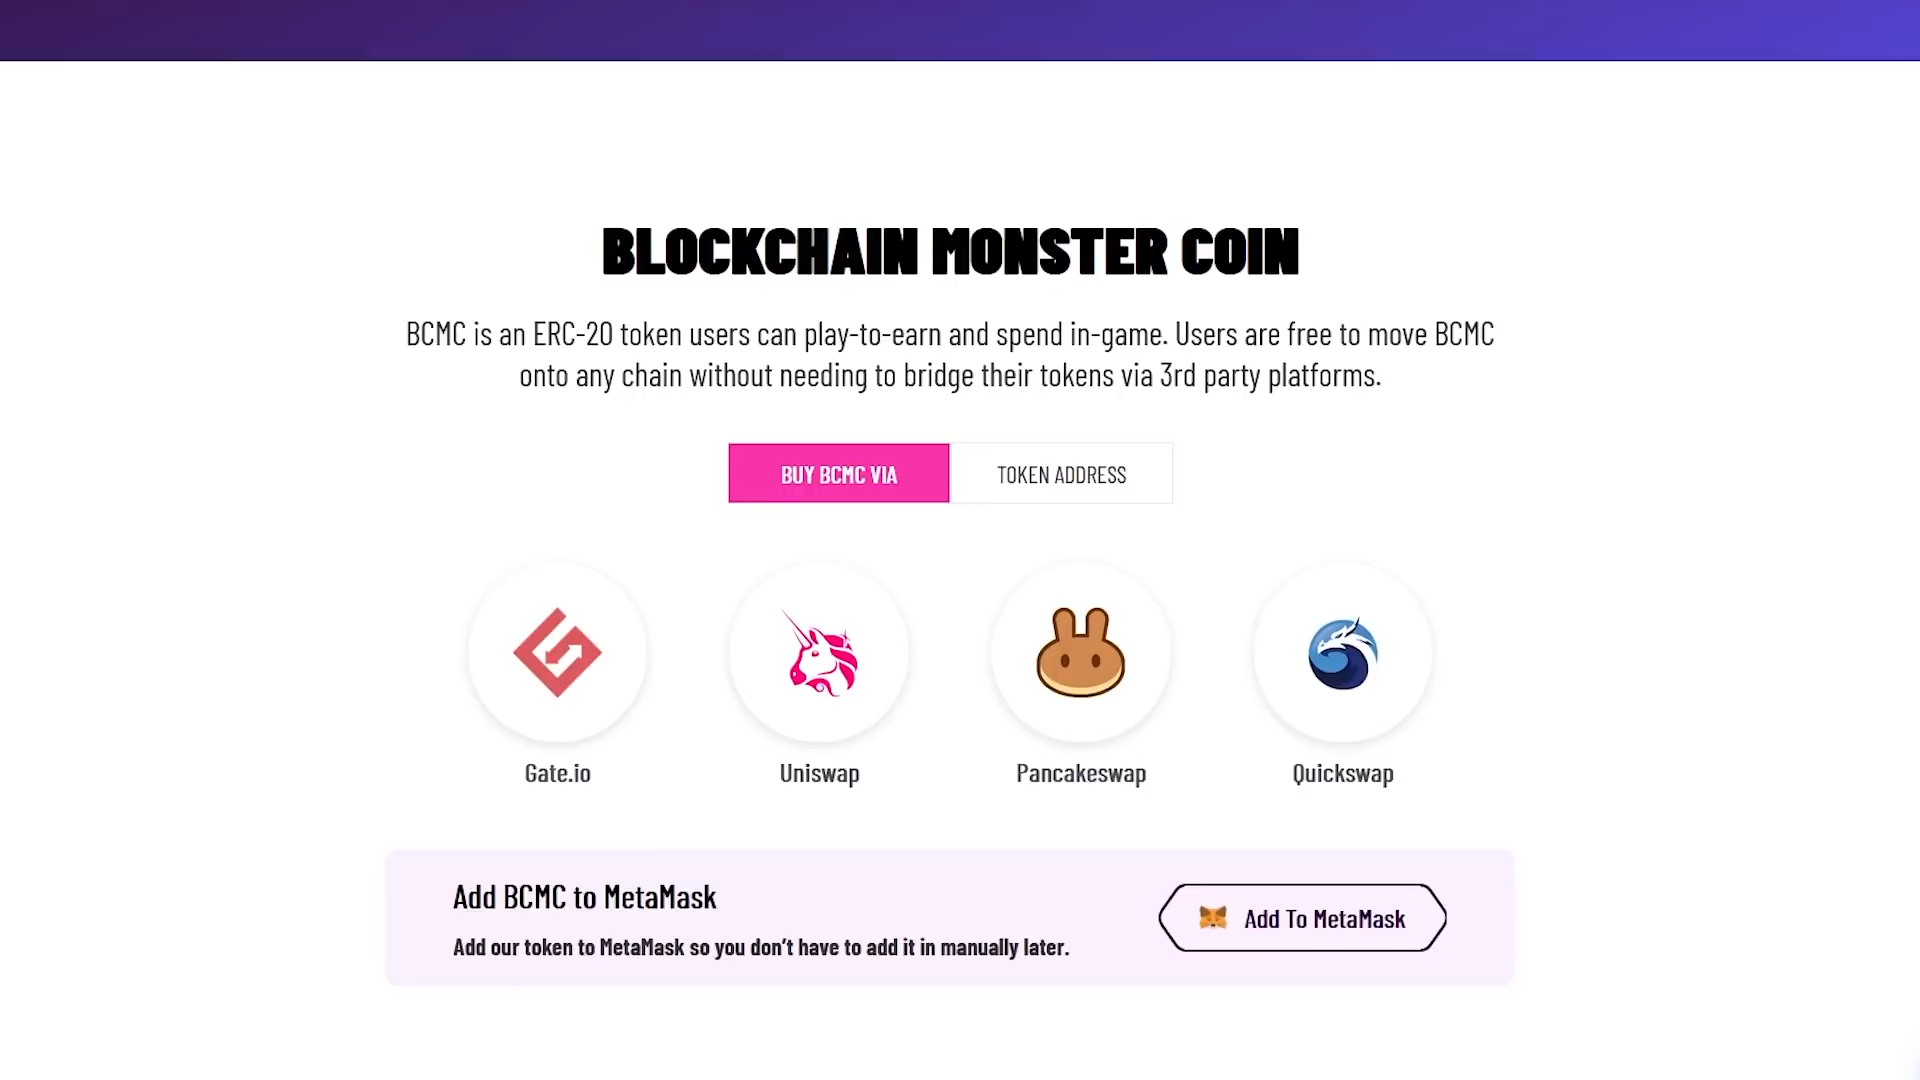 BLOCKCHAIN MONSTER COIN
BCMC is an ERC-20 token users can play-to-earn and spend in-game. Users are free to move BCMC
onto any chain without needing to bridge their tokens via 3rd party platforms.
BUY BCMC VIA
TOKEN ADDRESS
Gate.io
Uniswap
Pancakeswap
Quickswap
Add BCMC to MetaMask
Add our token to MetaMask so you don't have to add it in manually later.
Add To MetaMask